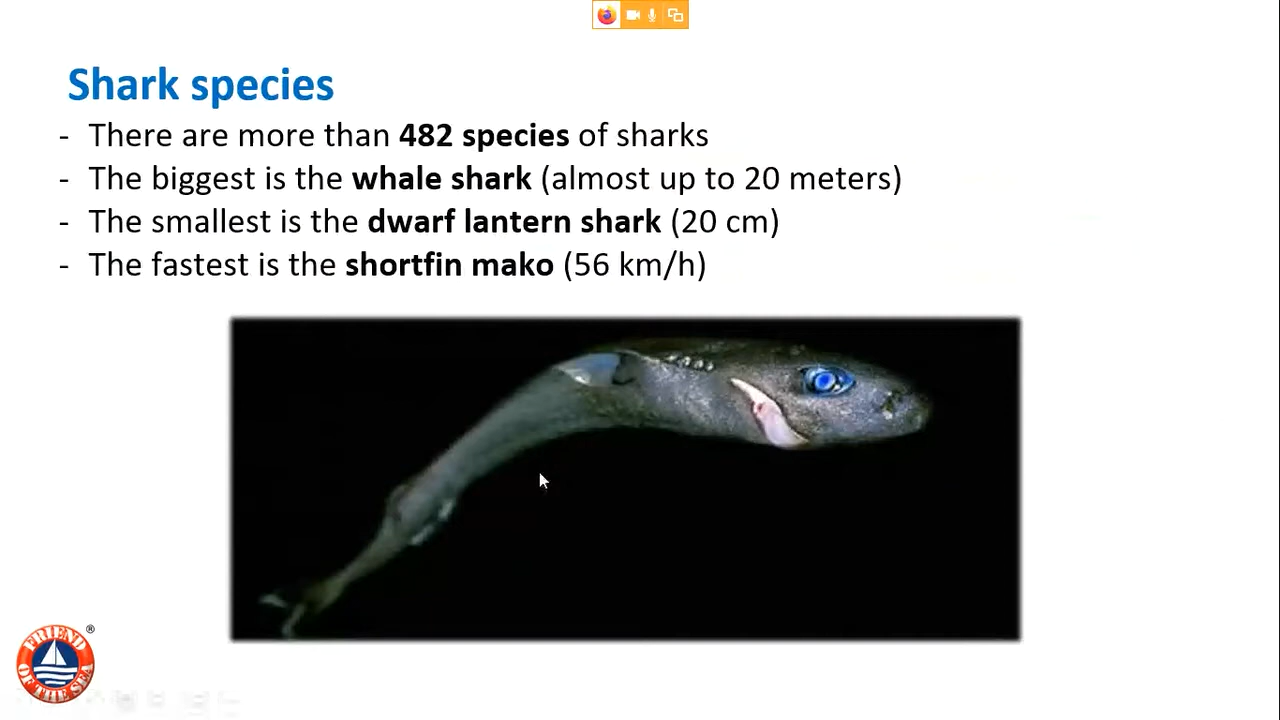 Shark species
- There are more than 482 species of sharks
- The biggest is the whale shark (almost up to 20 meters)
- The smallest is the dwarf lantern shark (20 cm)
- The fastest is the shortfin mako (56 km/h)
FRIEND
OF THE SEA
®